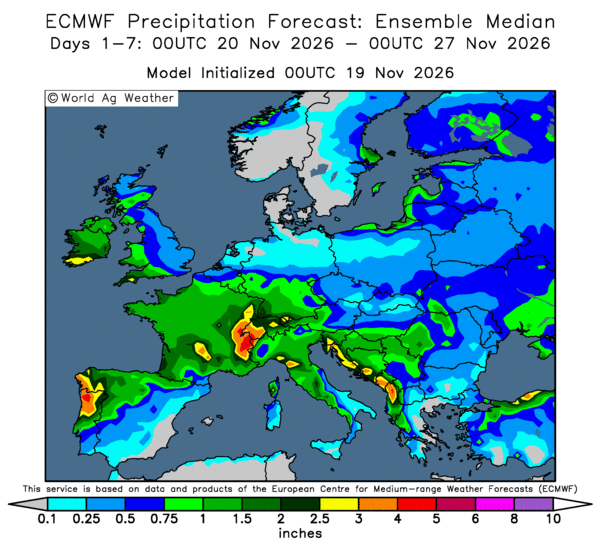 ECMWF Precipitation Forecast: Ensemble Median
Days 1–7: 00UTC 20 Nov 2026 – 00UTC 27 Nov 2026
Model Initialized 00UTC 19 Nov 2026
©World Ag Weather
This service is based on data and products of the European Centre for Medium-range Weather Forecasts (ECMWF)
0.1 0.25 0.5 0.75 1 1.5 2 2.5 3 4 5 6 8 10
inches